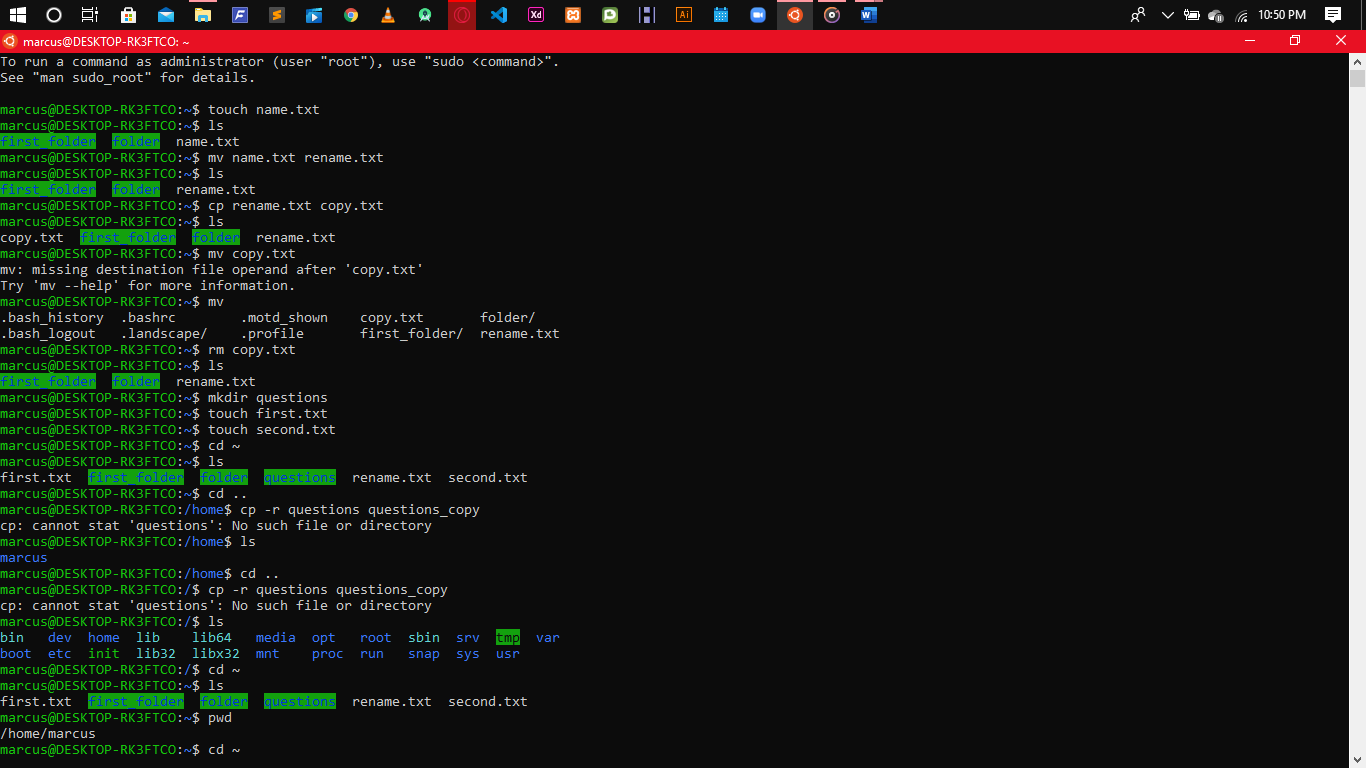 Xd
Ai
10:50 PM
marcus@DESKTOP-RK3FTCO: ~
To run a command as administrator (user "root"), use "sudo <command>".
See "man sudo_root" for details.
marcus@DESKTOP-RK3FTCO:~$ touch name.txt
marcus@DESKTOP-RK3FTCO:~$ ls
first_folder  folder  name.txt
marcus@DESKTOP-RK3FTCO:~$ mv name.txt rename.txt
marcus@DESKTOP-RK3FTCO:~$ ls
first_folder  folder  rename.txt
marcus@DESKTOP-RK3FTCO:~$ cp rename.txt copy.txt
marcus@DESKTOP-RK3FTCO:~$ ls
copy.txt  first_folder  folder  rename.txt
marcus@DESKTOP-RK3FTCO:~$ mv copy.txt
mv: missing destination file operand after 'copy.txt'
Try 'mv --help' for more information.
marcus@DESKTOP-RK3FTCO:~$ mv
.bash_history  .bashrc        .motd_shown    copy.txt       folder/
.bash_logout   .landscape/    .profile       first_folder/  rename.txt
marcus@DESKTOP-RK3FTCO:~$ rm copy.txt
marcus@DESKTOP-RK3FTCO:~$ ls
first_folder  folder  rename.txt
marcus@DESKTOP-RK3FTCO:~$ mkdir questions
marcus@DESKTOP-RK3FTCO:~$ touch first.txt
marcus@DESKTOP-RK3FTCO:~$ touch second.txt
marcus@DESKTOP-RK3FTCO:~$ cd ~
marcus@DESKTOP-RK3FTCO:~$ ls
first.txt  first_folder  folder  questions  rename.txt  second.txt
marcus@DESKTOP-RK3FTCO:~$ cd ..
marcus@DESKTOP-RK3FTCO:/home$ cp -r questions questions_copy
cp: cannot stat 'questions': No such file or directory
marcus@DESKTOP-RK3FTCO:/home$ ls
marcus
marcus@DESKTOP-RK3FTCO:/home$ cd ..
marcus@DESKTOP-RK3FTCO:/$ cp -r questions questions_copy
cp: cannot stat 'questions': No such file or directory
marcus@DESKTOP-RK3FTCO:/$ ls
bin   dev  home  lib    lib64   media  opt   root  sbin  srv  tmp  var
boot  etc  init  lib32  libx32  mnt    proc  run   snap  sys  usr
marcus@DESKTOP-RK3FTCO:/$ cd ~
marcus@DESKTOP-RK3FTCO:~$ ls
first.txt  first_folder  folder  questions  rename.txt  second.txt
marcus@DESKTOP-RK3FTCO:~$ pwd
/home/marcus
marcus@DESKTOP-RK3FTCO:~$ cd ~